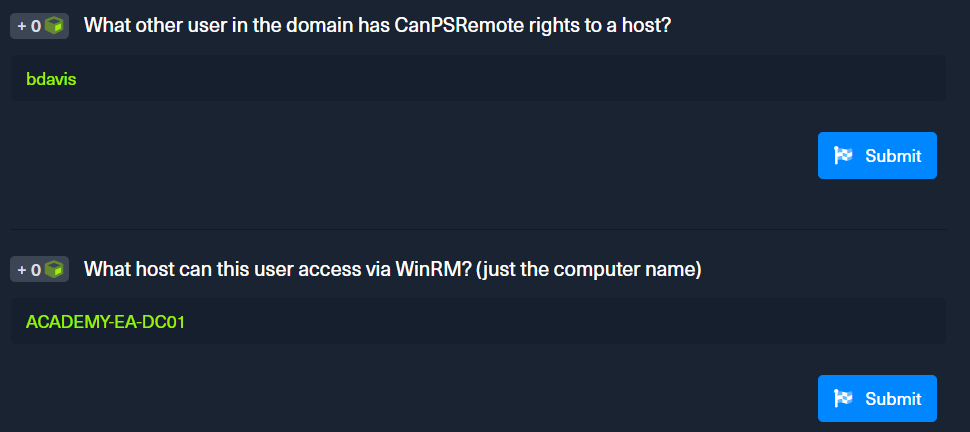 + 0 What other user in the domain has CanPSRemote rights to a host?
bdavis
Submit
+ 0 What host can this user access via WinRM? (just the computer name)
ACADEMY-EA-DC01
Submit